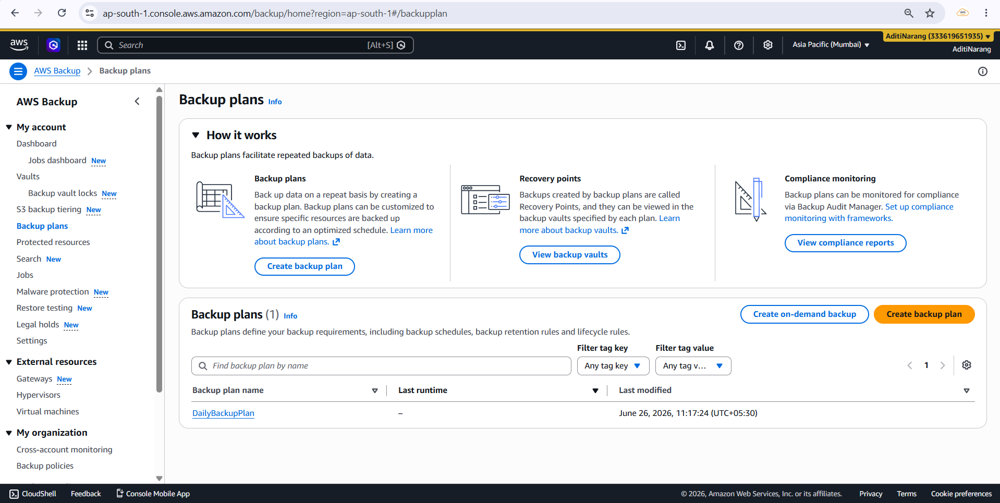 ap-south-1.console.aws.amazon.com/backup/home?region=ap-south-1#/backupplan
aws
Search
[Alt+S]
Asia Pacific (Mumbai)
AditiNarang (333619651935)
AditiNarang
AWS Backup
Backup plans
AWS Backup
My account
Dashboard
Jobs dashboard New
Vaults
Backup vault locks New
S3 backup tiering New
Backup plans
Protected resources
Search New
Jobs
Malware protection New
Restore testing New
Legal holds New
Settings
External resources
Gateways New
Hypervisors
Virtual machines
My organization
Cross-account monitoring
Backup policies
Backup plans Info
How it works
Backup plans facilitate repeated backups of data.
Backup plans
Back up data on a repeat basis by creating a
backup plan. Backup plans can be customized to
ensure specific resources are backed up
according to an optimized schedule. Learn more
about backup plans.
Create backup plan
Recovery points
Backups created by backup plans are called
Recovery Points, and they can be viewed in the
backup vaults specified by each plan. Learn
more about backup vaults.
View backup vaults
Compliance monitoring
Backup plans can be monitored for compliance
via Backup Audit Manager. Set up compliance
monitoring with frameworks.
View compliance reports
Backup plans (1) Info
Create on-demand backup
Create backup plan
Backup plans define your backup requirements, including backup schedules, backup retention rules and lifecycle rules.
Filter tag key
Filter tag value
Find backup plan by name
Any tag key
Any tag v...
1
Backup plan name
Last runtime
Last modified
DailyBackupPlan
–
June 26, 2026, 11:17:24 (UTC+05:30)
CloudShell
Feedback
Console Mobile App
© 2026, Amazon Web Services, Inc. or its affiliates.
Privacy
Terms
Cookie preferences